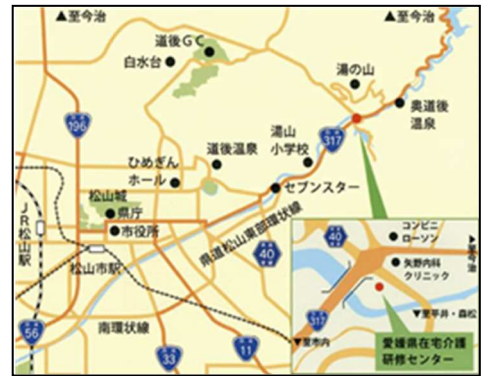 ▲至今治
▲至今治
道後GC
白水台
湯の山
奥道後
温泉
196
317
湯山
小学校
道後温泉
ひめぎん
ホール
セブンスター
松山城
県庁
市役所
JR松山駅
松山市駅
県道松山東部環状線
40
南環状線
56
33
11
コンビニ
ローソン
40
▲至今治
矢野内科
クリニック
▼至平井・森松
317
▼至市内
愛媛県在宅介護
研修センター